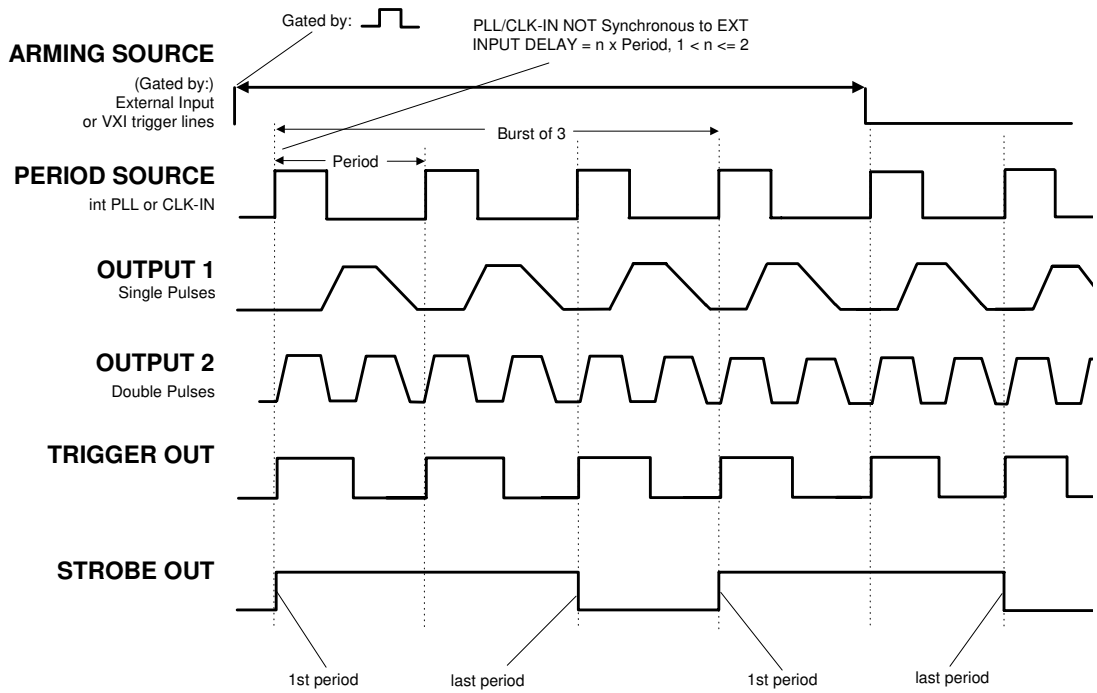 Gated by:
PLL/CLK-IN NOT Synchronous to EXT
INPUT DELAY = n x Period, 1 < n <= 2
ARMING SOURCE
(Gated by:)
External Input
or VXI trigger lines
Burst of 3
Period
PERIOD SOURCE
int PLL or CLK-IN
OUTPUT 1
Single Pulses
OUTPUT 2
Double Pulses
TRIGGER OUT
STROBE OUT
1st period
last period
1st period
last period